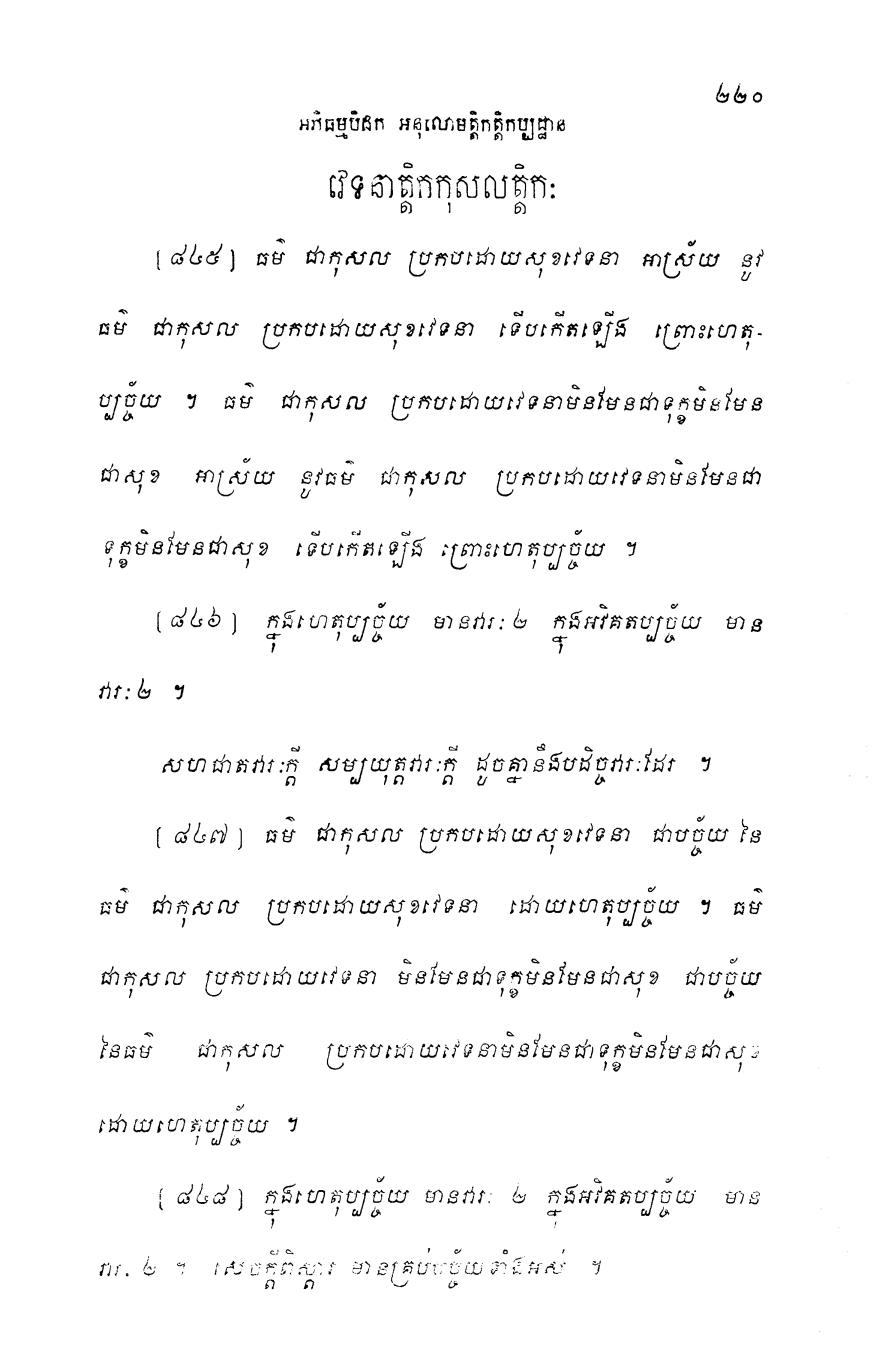 ២២០
អភិធម្មបិដក អនុលោមត្តិកត្តិកប្បដ្ឋាន
វេទនាត្តិកកុសលត្តិកៈ
[៨៤៥] ធម៌ ជាកុសល ប្រកបដោយសុខវេទនា អាស្រ័យ នូវ
ធម៌ ជាកុសល ប្រកបដោយសុខវេទនា ទើបកើតឡើង ព្រោះហេតុ-
ប្បច្ច័យ ។ ធម៌ ជាកុសល ប្រកបដោយវេទនាមិនមែនជាទុក្ខមិនមែន
ជាសុខ អាស្រ័យ នូវធម៌ ជាកុសល ប្រកបដោយវេទនាមិនមែនជា
ទុក្ខមិនមែនជាសុខ ទើបកើតឡើង ព្រោះហេតុប្បច្ច័យ ។
[៨៤៦] ក្នុងហេតុប្បច្ច័យ មានវារៈ២ ក្នុងអវិគតប្បច្ច័យ មាន
វារៈ២ ។
សហជាតវារៈក្តី សម្បយុត្តវារៈក្តី ដូចគ្នានឹងបដិច្ចវារៈដែរ ។
[៨៤៧] ធម៌ ជាកុសល ប្រកបដោយសុខវេទនា ជាបច្ច័យ នៃ
ធម៌ ជាកុសល ប្រកបដោយសុខវេទនា ដោយហេតុប្បច្ច័យ ។ ធម៌
ជាកុសល ប្រកបដោយវេទនា មិនមែនជាទុក្ខមិនមែនជាសុខ ជាបច្ច័យ
នៃធម៌ ជាកុសល ប្រកបដោយវេទនាមិនមែនជាទុក្ខមិនមែនជាសុខ
ដោយហេតុប្បច្ច័យ ។
[៨៤៨] ក្នុងហេតុប្បច្ច័យ មានវារៈ ២ ក្នុងអវិគតប្បច្ច័យ មាន
វារៈ ២ ។ សេចក្តីពិស្តារ មានគ្រប់បច្ច័យទាំងអស់ ។